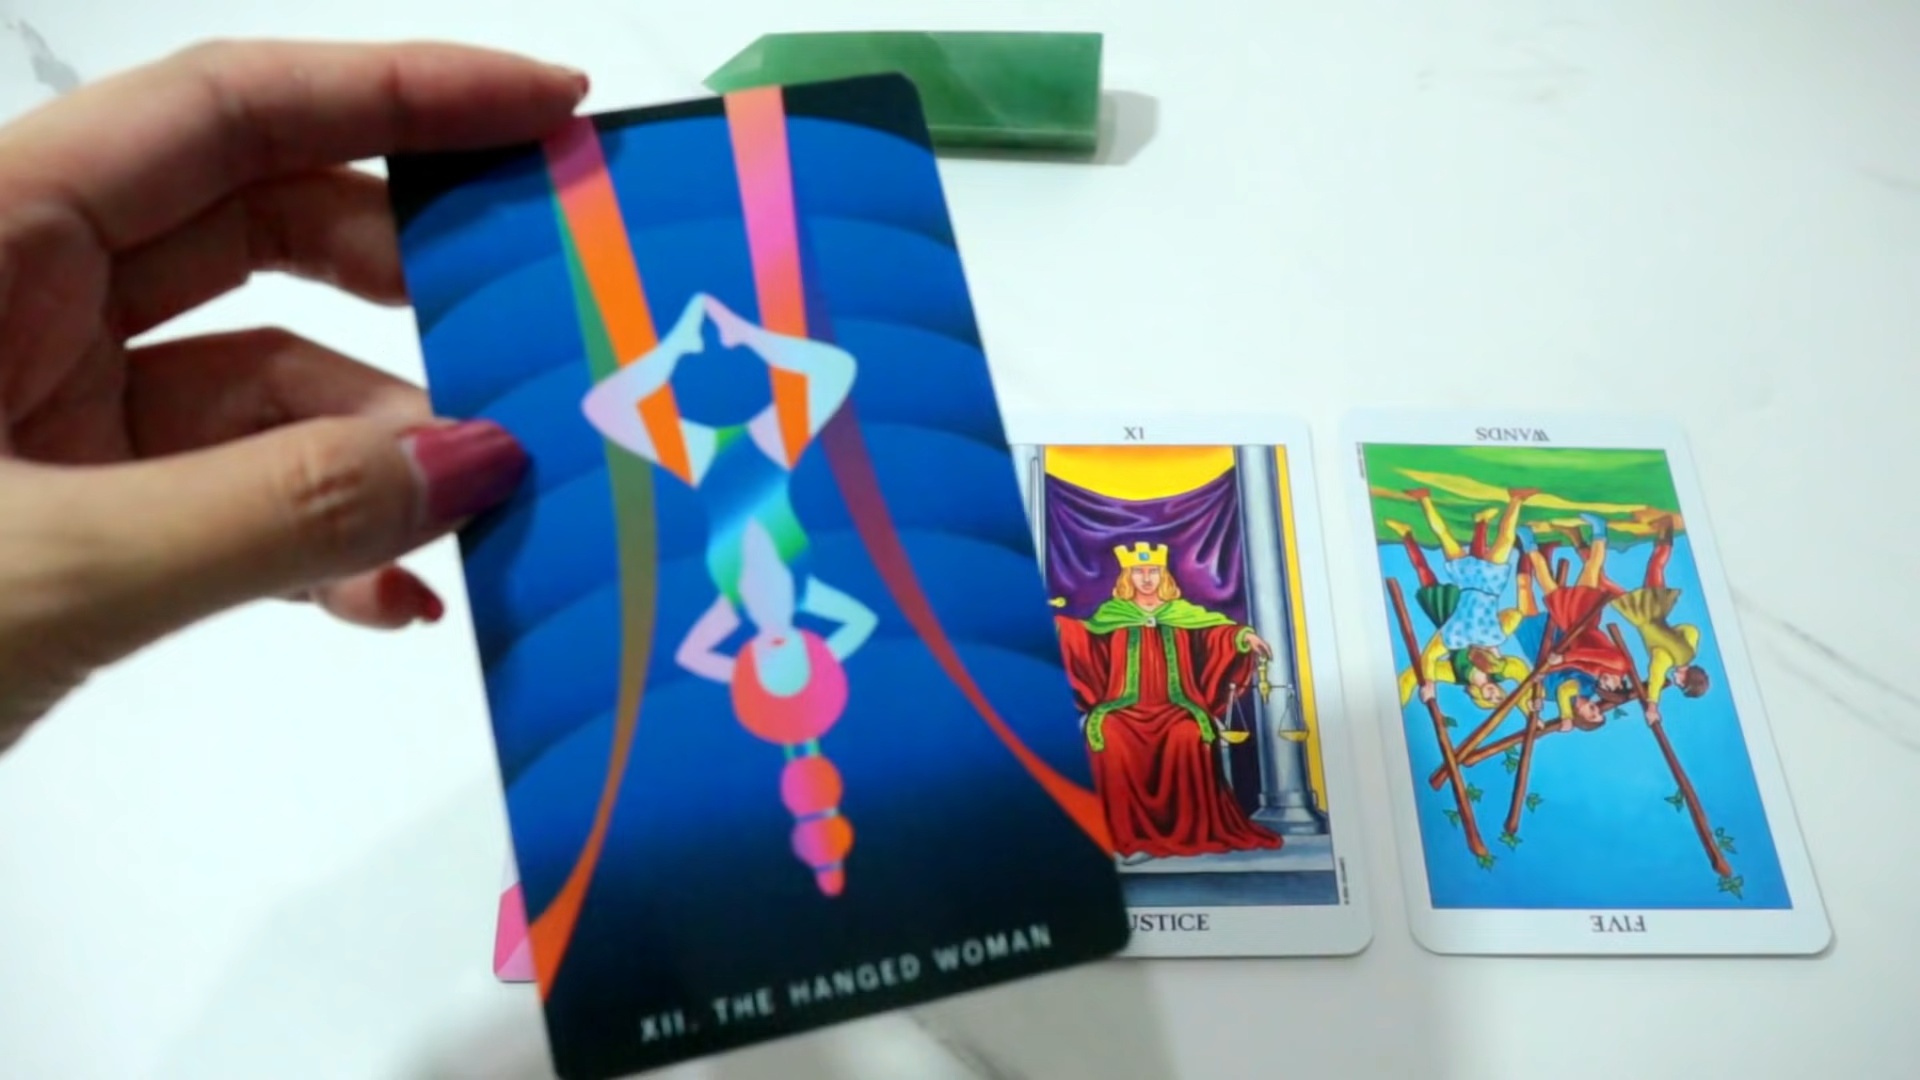 XII. THE HANGED WOMAN
XI
USTICE
WANDS
FIVE